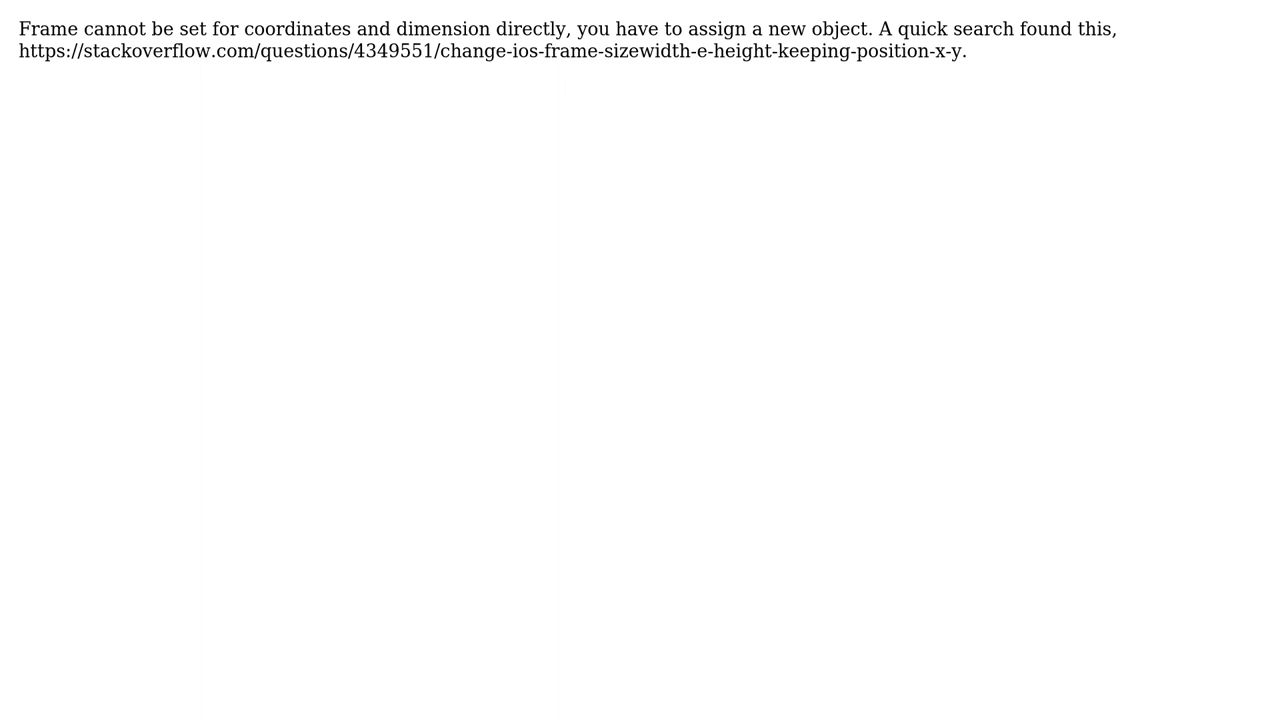 Frame cannot be set for coordinates and dimension directly, you have to assign a new object. A quick search found this,
https://stackoverflow.com/questions/4349551/change-ios-frame-sizewidth-e-height-keeping-position-x-y.